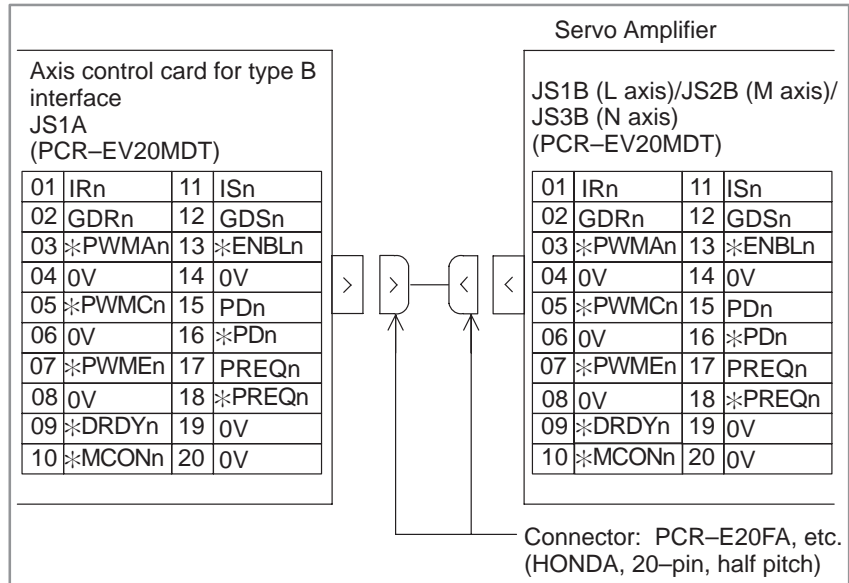 Servo Amplifier
Axis control card for type B
interface
JS1A
(PCR–EV20MDT)
01 IRn 11 ISn
02 GDRn 12 GDSn
03 ✻PWMAn 13 ✻ENBLn
04 0V 14 0V
05 ✻PWMCn 15 PDn
06 0V 16 ✻PDn
07 ✻PWMEn 17 PREQn
08 0V 18 ✻PREQn
09 ✻DRDYn 19 0V
10 ✻MCONn 20 0V
JS1B (L axis)/JS2B (M axis)/
JS3B (N axis)
(PCR–EV20MDT)
01 IRn 11 ISn
02 GDRn 12 GDSn
03 ✻PWMAn 13 ✻ENBLn
04 0V 14 0V
05 ✻PWMCn 15 PDn
06 0V 16 ✻PDn
07 ✻PWMEn 17 PREQn
08 0V 18 ✻PREQn
09 ✻DRDYn 19 0V
10 ✻MCONn 20 0V
Connector: PCR–E20FA, etc.
(HONDA, 20–pin, half pitch)